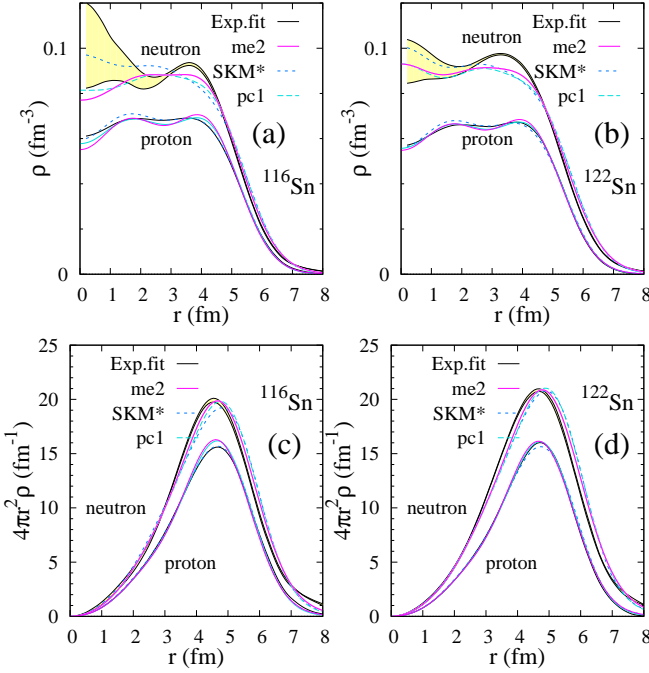 0.1
0
ρ (fm⁻³)
neutron
proton
Exp.fit
me2
SKM*
pc1
(a)
¹¹⁶Sn
0 1 2 3 4 5 6 7 8
r (fm)
0.1
0
ρ (fm⁻³)
neutron
proton
Exp.fit
me2
SKM*
pc1
(b)
¹²²Sn
0 1 2 3 4 5 6 7 8
r (fm)
25
20
15
10
5
0
4πr²ρ (fm⁻¹)
Exp.fit
me2
SKM*
pc1
¹¹⁶Sn
(c)
neutron
proton
0 1 2 3 4 5 6 7 8
r (fm)
25
20
15
10
5
0
4πr²ρ (fm⁻¹)
Exp.fit
me2
SKM*
pc1
¹²²Sn
(d)
neutron
proton
0 1 2 3 4 5 6 7 8
r (fm)